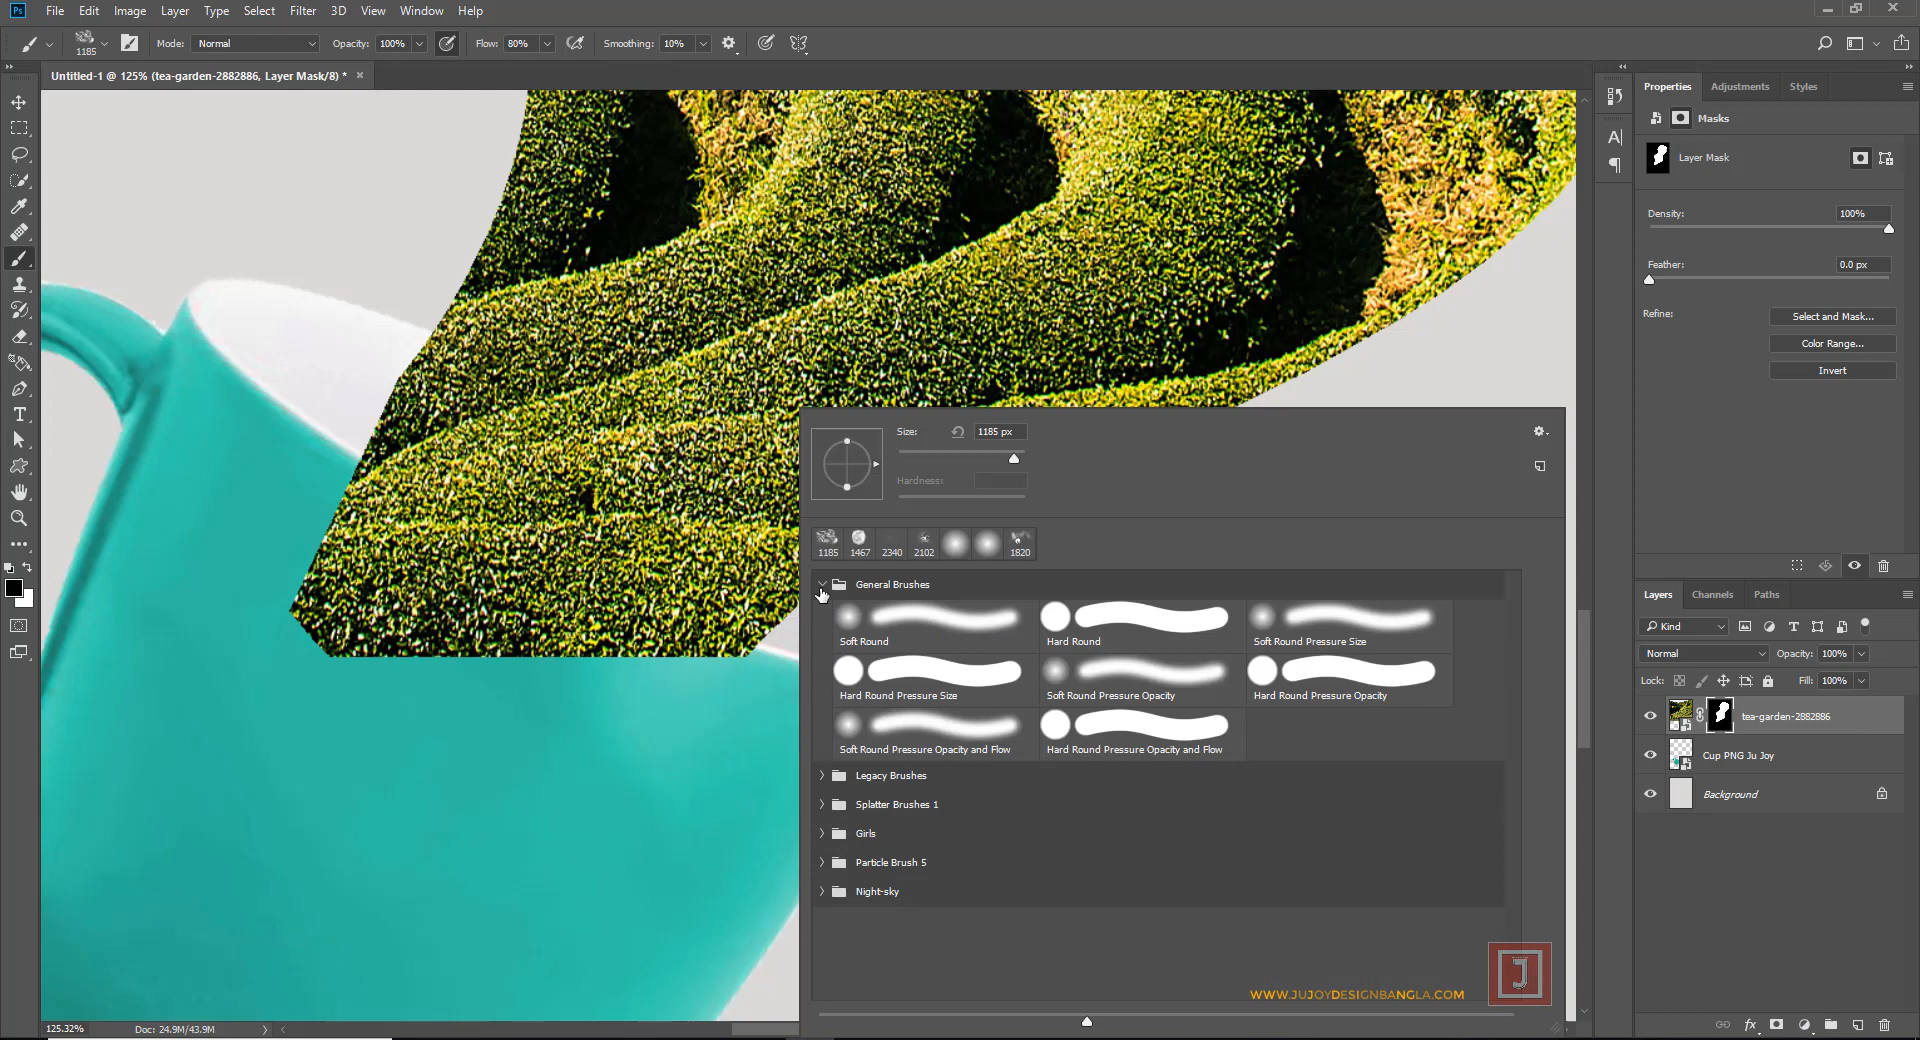 Ps File Edit Image Layer Type Select Filter 3D View Window Help
1185 Mode: Normal Opacity: 100% Flow: 80% Smoothing: 10%
Untitled-1 @ 125% (tea-garden-2882886, Layer Mask/8) *
Properties Adjustments Styles
Masks
Layer Mask
Density: 100%
Feather: 0.0 px
Refine: Select and Mask...
Color Range...
Invert
Size: 1185 px
Hardness:
1185 1467 2340 2102 1820
General Brushes
Soft Round Hard Round Soft Round Pressure Size
Hard Round Pressure Size Soft Round Pressure Opacity Hard Round Pressure Opacity
Soft Round Pressure Opacity and Flow Hard Round Pressure Opacity and Flow
Legacy Brushes
Splatter Brushes 1
Girls
Particle Brush 5
Night-sky
Layers Channels Paths
Kind
Normal Opacity: 100%
Lock: Fill: 100%
tea-garden-2882886
Cup PNG Ju Joy
Background
J
WWW.JUJOYDESIGNBANGLA.COM
125.32% Doc: 24.9M/43.9M